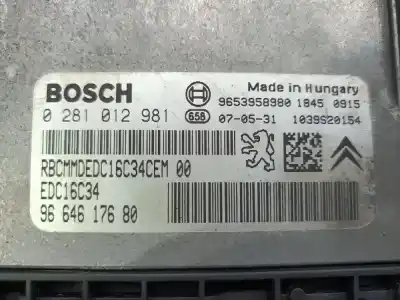 BOSCH
Made in Hungary
9653958980 1845 0915
0 281 012 981
658
07-05-31
1039S20154
RBCMMDEDC16C34CEM 00
EDC16C34
96 646 176 80